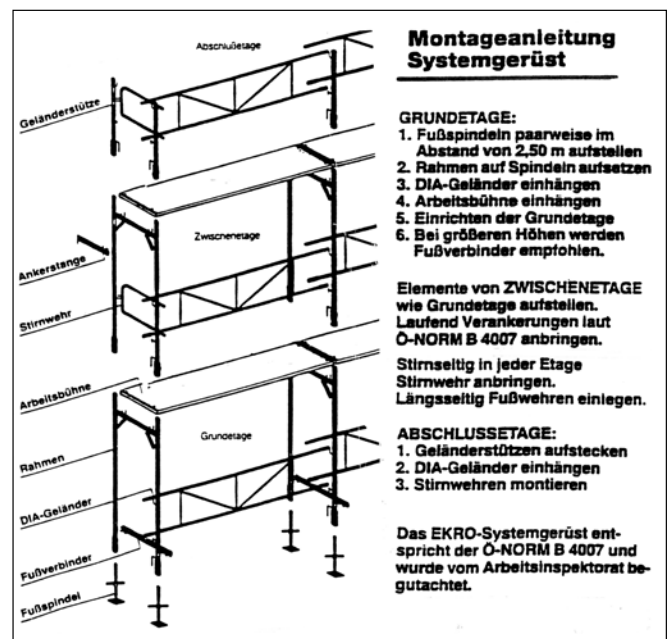 Abschlußetage
Geländerstütze
Zwischenetage
Ankerstange
Stirnwehr
Arbeitsbühne
Grundetage
Rahmen
DIA-Geländer
Fußverbinder
Fußspindel
Montageanleitung
Systemgerüst
GRUNDETAGE:
1. Fußspindeln paarweise im
Abstand von 2,50 m aufstellen
2. Rahmen auf Spindeln aufsetzen
3. DIA-Geländer einhängen
4. Arbeitsbühne einhängen
5. Einrichten der Grundetage
6. Bei größeren Höhen werden
Fußverbinder empfohlen.
Elemente von ZWISCHENETAGE
wie Grundetage aufstellen.
Laufend Verankerungen laut
Ö-NORM B 4007 anbringen.
Stirnseitig in jeder Etage
Stirnwehr anbringen.
Längsseitig Fußwehren einlegen.
ABSCHLUSSETAGE:
1. Geländerstützen aufstecken
2. DIA-Geländer einhängen
3. Stirnwehren montieren
Das EKRO-Systemgerüst ent-
spricht der Ö-NORM B 4007 und
wurde vom Arbeitsinspektorat be-
gutachtet.